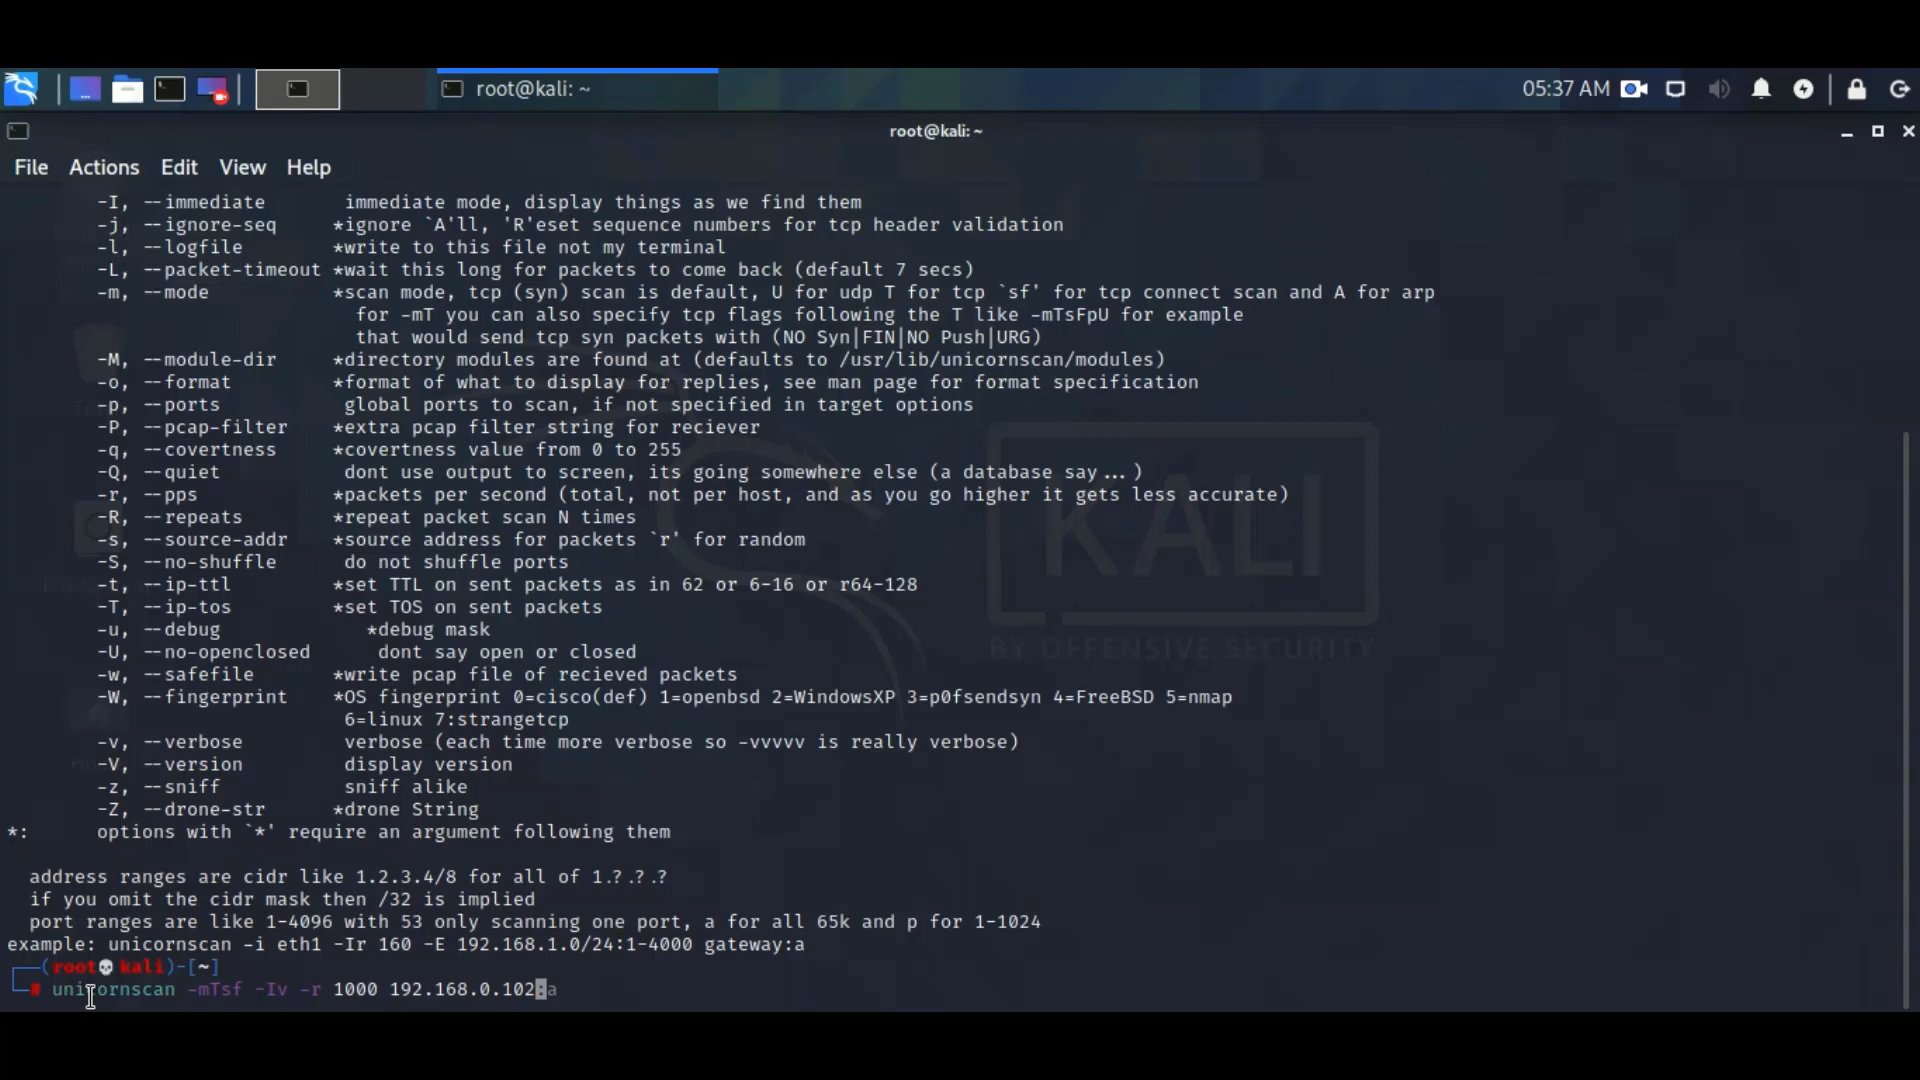 root@kali: ~
05:37 AM
root@kali: ~
File Actions Edit View Help
-I, --immediate immediate mode, display things as we find them
-j, --ignore-seq *ignore `A'll, 'R'eset sequence numbers for tcp header validation
-l, --logfile *write to this file not my terminal
-L, --packet-timeout *wait this long for packets to come back (default 7 secs)
-m, --mode *scan mode, tcp (syn) scan is default, U for udp T for tcp `sf' for tcp connect scan and A for arp
for -mT you can also specify tcp flags following the T like -mTsFpU for example
that would send tcp syn packets with (NO Syn|FIN|NO Push|URG)
-M, --module-dir *directory modules are found at (defaults to /usr/lib/unicornscan/modules)
-o, --format *format of what to display for replies, see man page for format specification
-p, --ports global ports to scan, if not specified in target options
-P, --pcap-filter *extra pcap filter string for reciever
-q, --covertness *covertness value from 0 to 255
-Q, --quiet dont use output to screen, its going somewhere else (a database say...)
-r, --pps *packets per second (total, not per host, and as you go higher it gets less accurate)
-R, --repeats *repeat packet scan N times
-s, --source-addr *source address for packets `r' for random
-S, --no-shuffle do not shuffle ports
-t, --ip-ttl *set TTL on sent packets as in 62 or 6-16 or r64-128
-T, --ip-tos *set TOS on sent packets
-u, --debug *debug mask
-U, --no-openclosed dont say open or closed
-w, --safefile *write pcap file of recieved packets
-W, --fingerprint *OS fingerprint 0=cisco(def) 1=openbsd 2=WindowsXP 3=p0fsendsyn 4=FreeBSD 5=nmap
6=linux 7:strangetcp
-v, --verbose verbose (each time more verbose so -vvvvv is really verbose)
-V, --version display version
-z, --sniff sniff alike
-Z, --drone-str *drone String
*: options with `*' require an argument following them
address ranges are cidr like 1.2.3.4/8 for all of 1.?.?.?
if you omit the cidr mask then /32 is implied
port ranges are like 1-4096 with 53 only scanning one port, a for all 65k and p for 1-1024
example: unicornscan -i eth1 -Ir 160 -E 192.168.1.0/24:1-4000 gateway:a
┌──(root💀kali)-[~]
└─# unicornscan -mTsf -Iv -r 1000 192.168.0.102:a
KALI
BY OFFENSIVE SECURITY